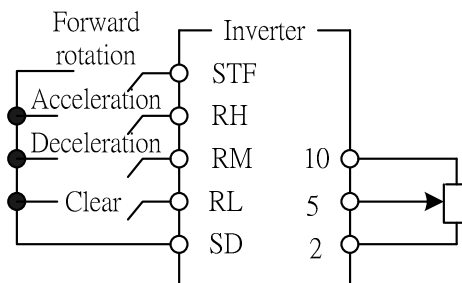 Forward
rotation
Inverter
STF
Acceleration
RH
Deceleration
RM
10
Clear
RL
5
SD
2